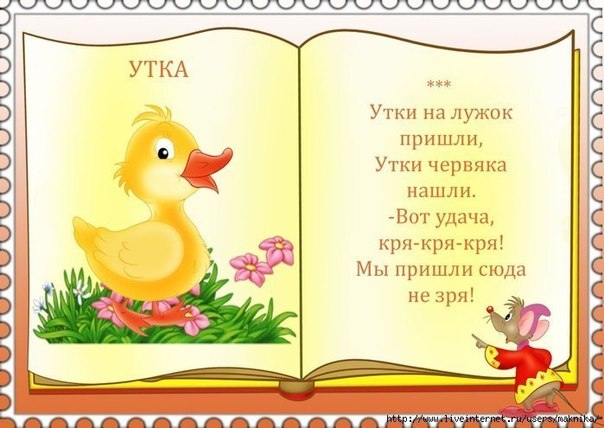 УТКА
***
Утки на лужок
пришли,
Утки червяка
нашли.
-Вот удача,
кря-кря-кря!
Мы пришли сюда
не зря!
http://www.liveinternet.ru/users/maknika/